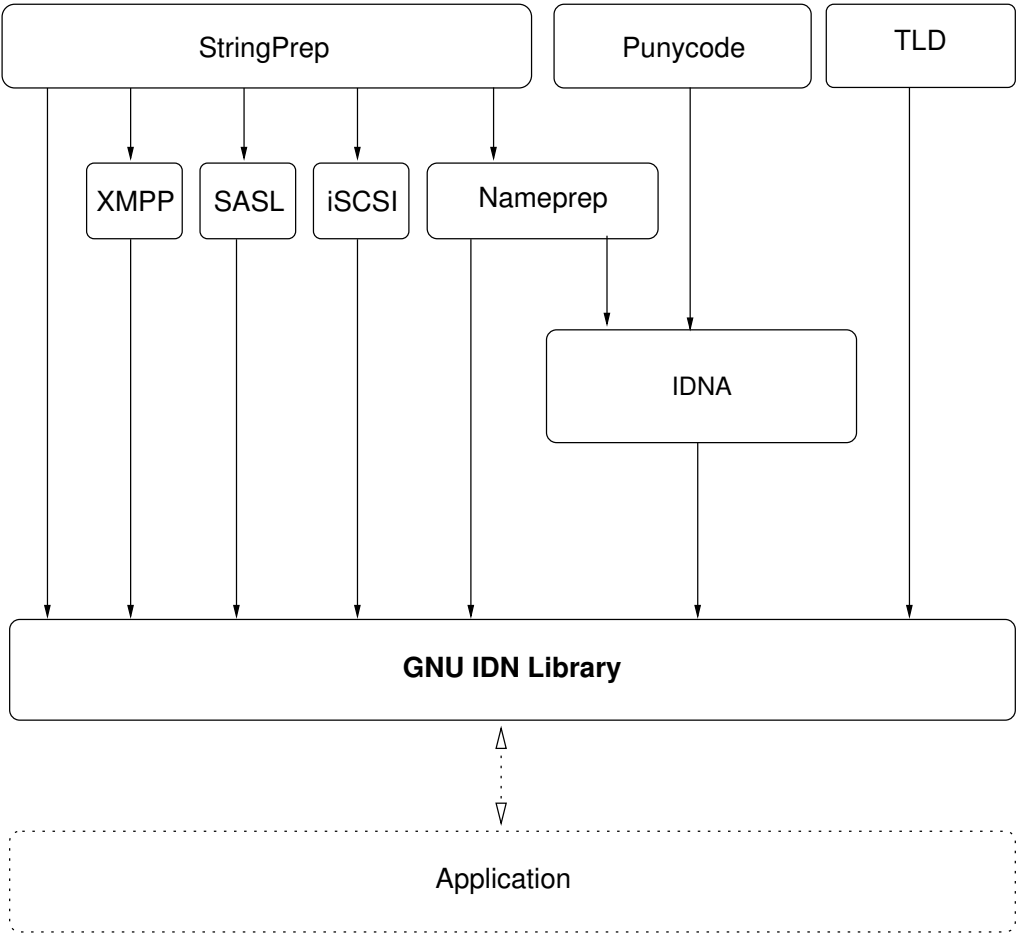 StringPrep
Punycode
TLD
XMPP
SASL
iSCSI
Nameprep
IDNA
GNU IDN Library
Application